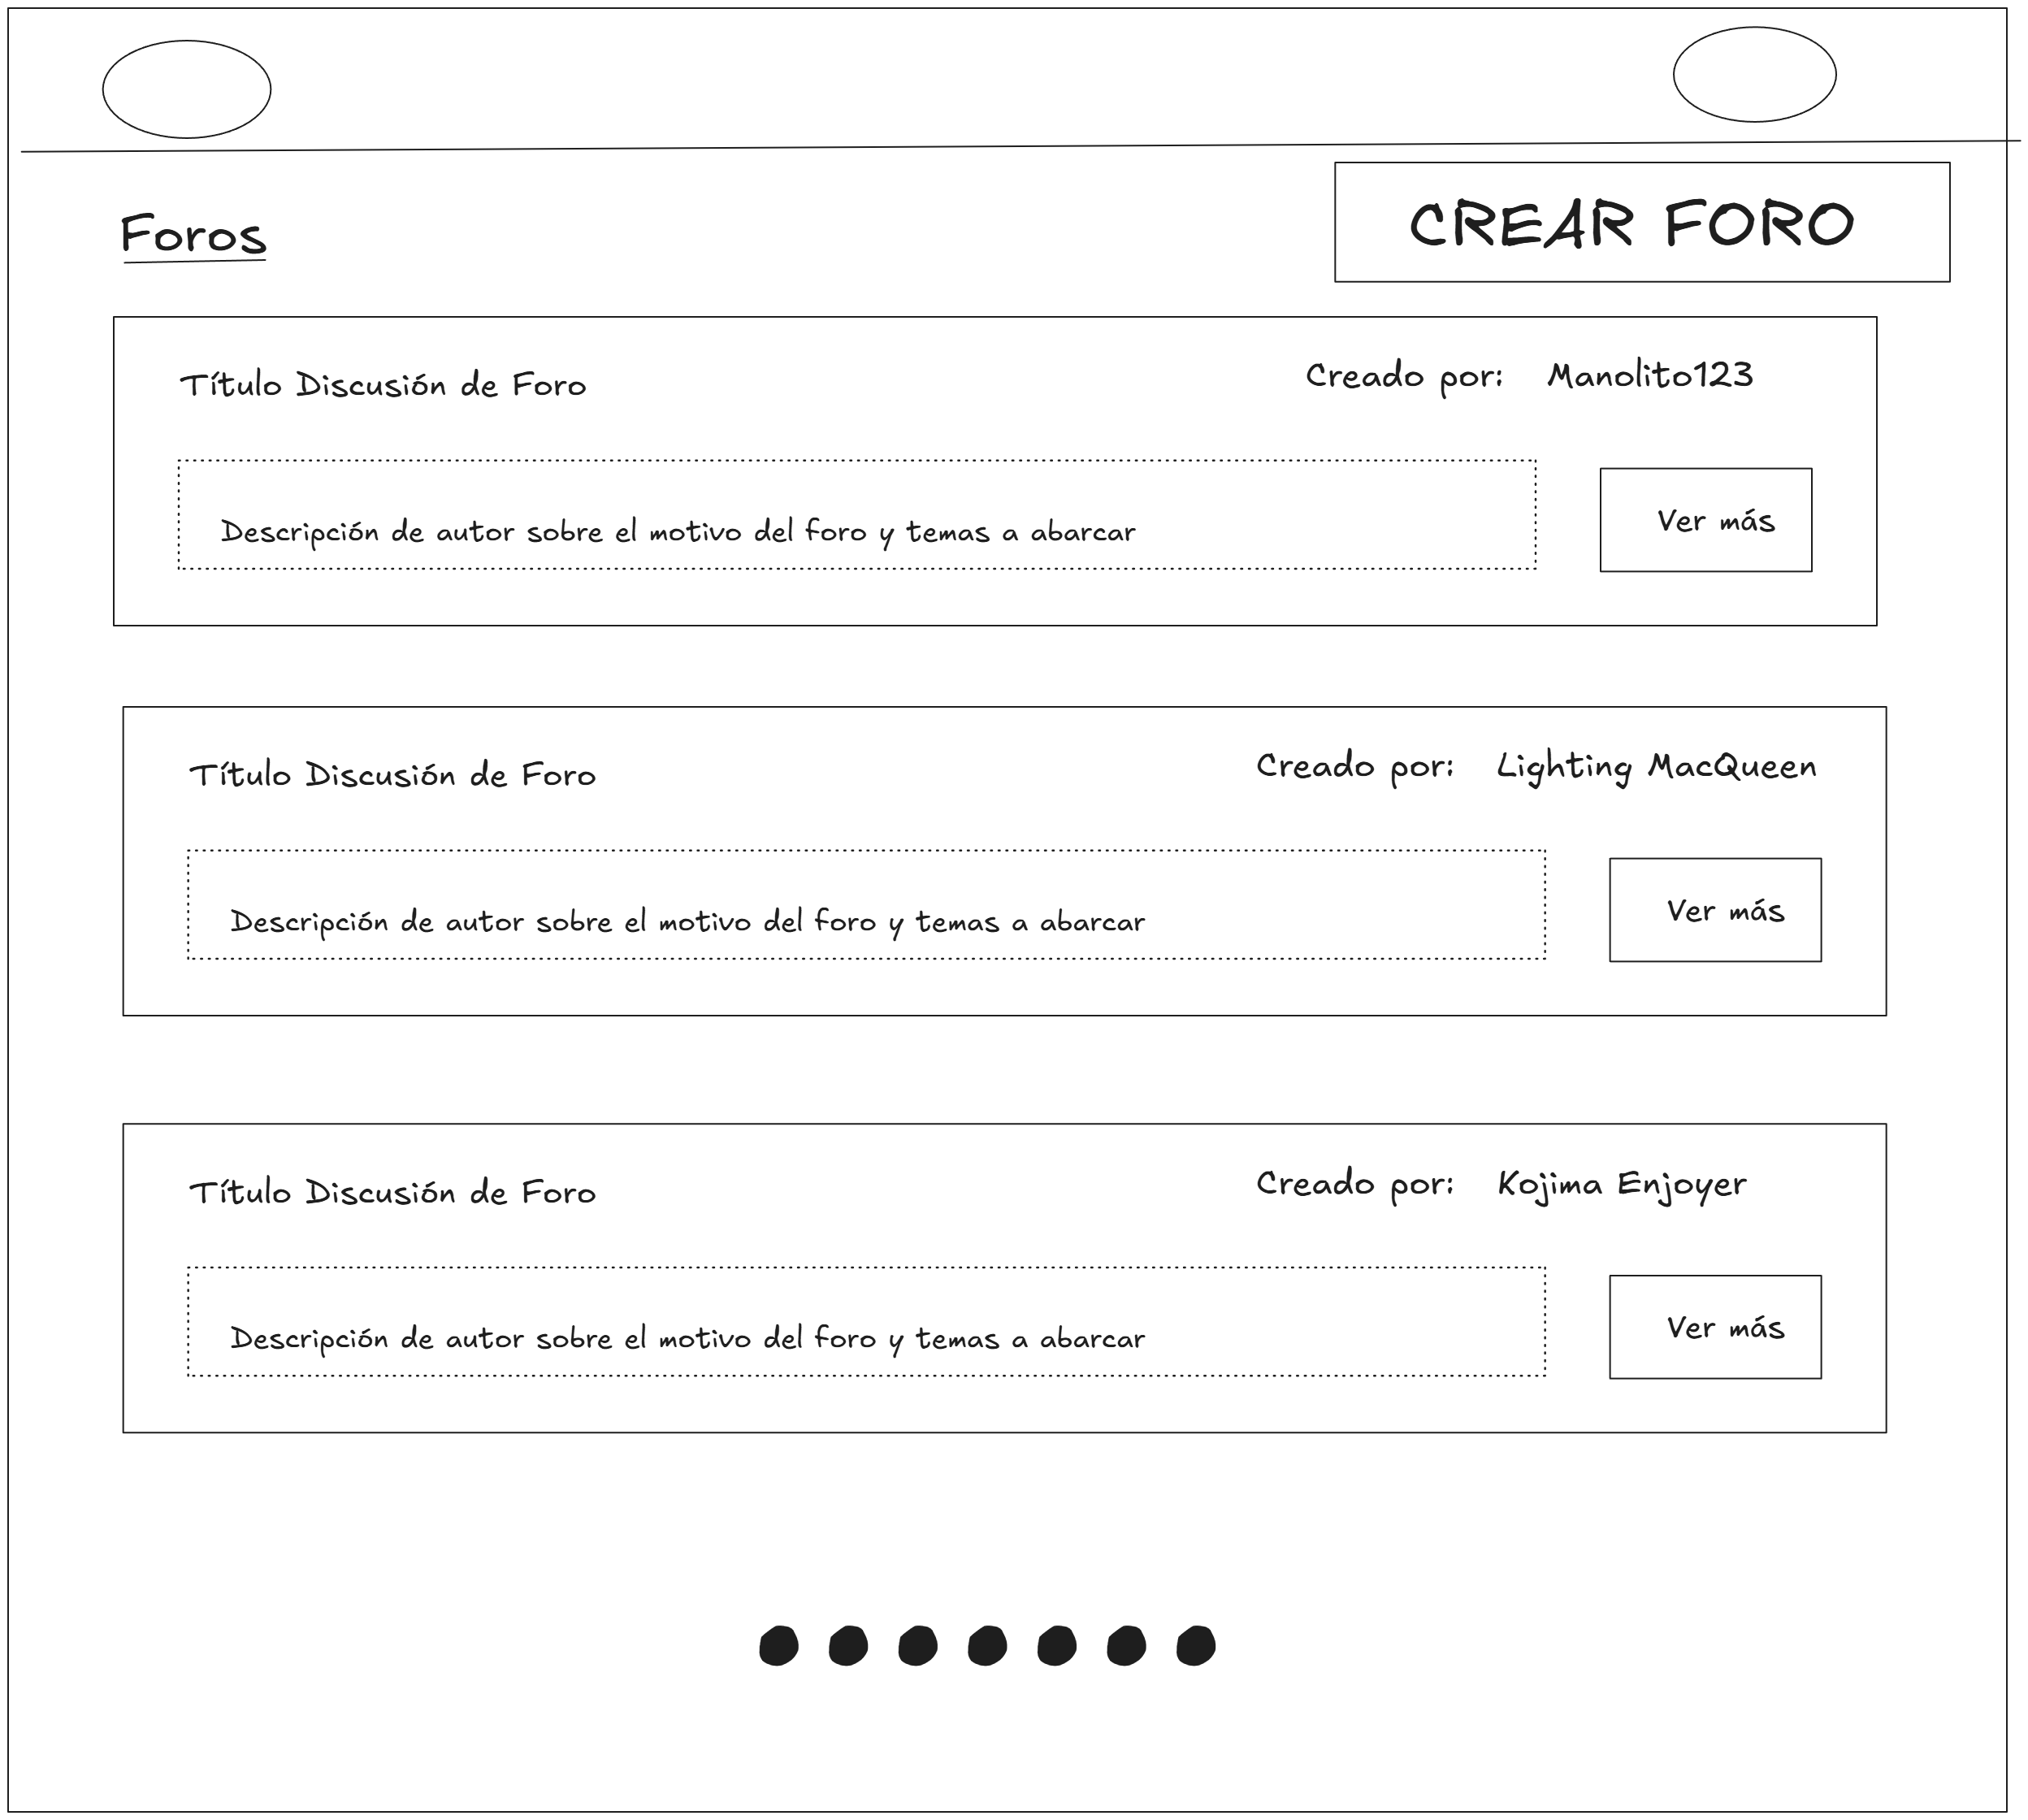 Foros
CREAR FORO
Título Discusión de Foro
Creado por: Manolito123
Descripción de autor sobre el motivo del foro y temas a abarcar
Ver más
Título Discusión de Foro
Creado por: Lighting MacQueen
Descripción de autor sobre el motivo del foro y temas a abarcar
Ver más
Título Discusión de Foro
Creado por: Kojima Enjoyer
Descripción de autor sobre el motivo del foro y temas a abarcar
Ver más